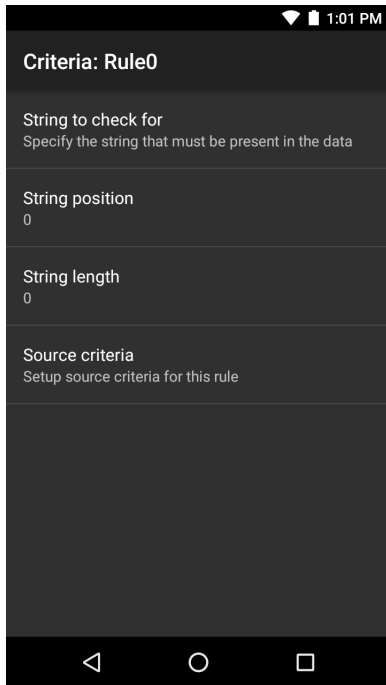 1:01 PM
Criteria: Rule0
String to check for
Specify the string that must be present in the data
String position
0
String length
0
Source criteria
Setup source criteria for this rule